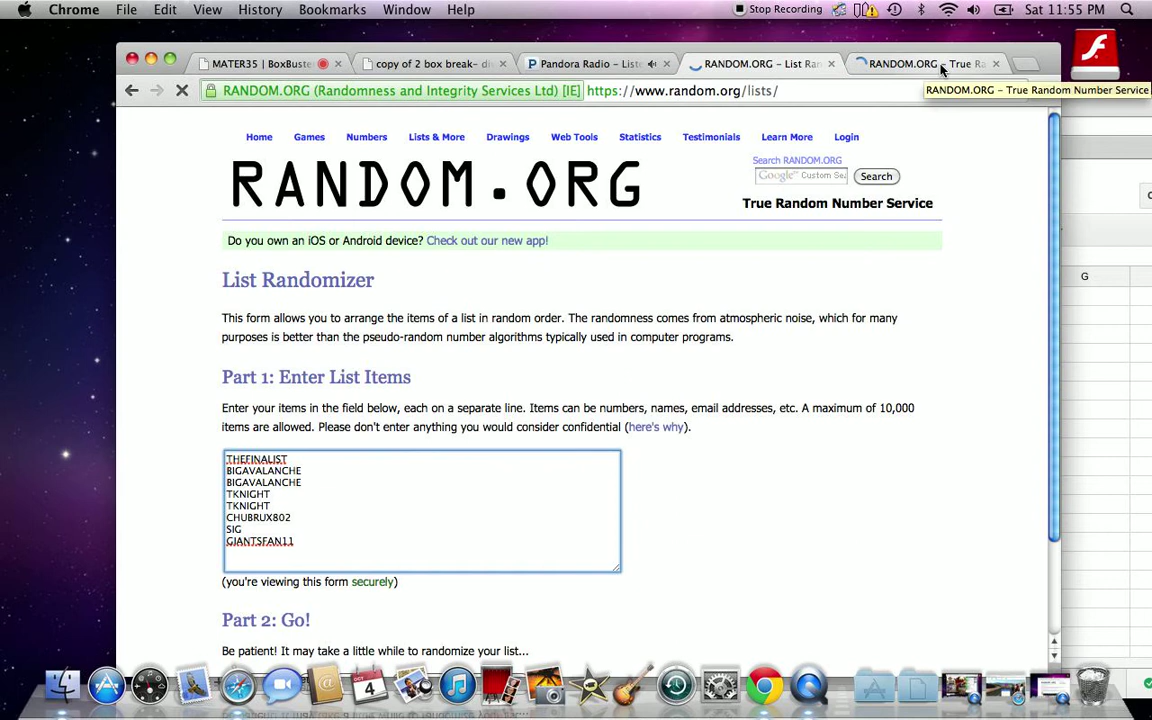 Chrome File Edit View History Bookmarks Window Help Stop Recording Sat 11:55 PM
MATER35 | BoxBuste copy of 2 box break- di Pandora Radio - Liste RANDOM.ORG - List Ran RANDOM.ORG - True Ra
RANDOM.ORG (Randomness and Integrity Services Ltd) [IE] https://www.random.org/lists/
RANDOM.ORG - True Random Number Service
Home Games Numbers Lists & More Drawings Web Tools Statistics Testimonials Learn More Login
RANDOM.ORG
Search RANDOM.ORG
Google™ Custom Sea Search
True Random Number Service
Do you own an iOS or Android device? Check out our new app!
List Randomizer
G
This form allows you to arrange the items of a list in random order. The randomness comes from atmospheric noise, which for many
purposes is better than the pseudo-random number algorithms typically used in computer programs.
Part 1: Enter List Items
Enter your items in the field below, each on a separate line. Items can be numbers, names, email addresses, etc. A maximum of 10,000
items are allowed. Please don't enter anything you would consider confidential (here's why).
THEFINALIST
BIGAVALANCHE
BIGAVALANCHE
TKNIGHT
TKNIGHT
CHUBRUX802
SIG
GIANTSFAN11
(you're viewing this form securely)
Part 2: Go!
Be patient! It may take a little while to randomize your list...
OCT
4